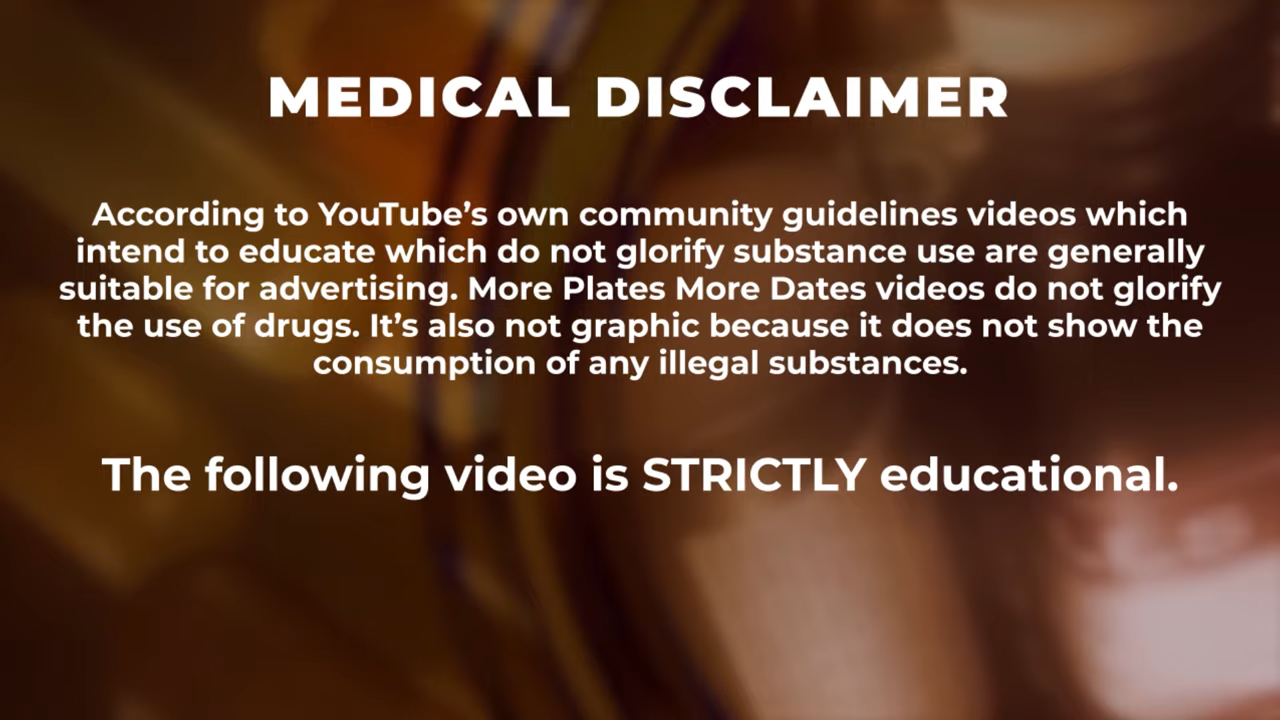 MEDICAL DISCLAIMER
According to YouTube’s own community guidelines videos which
intend to educate which do not glorify substance use are generally
suitable for advertising. More Plates More Dates videos do not glorify
the use of drugs. It’s also not graphic because it does not show the
consumption of any illegal substances.
The following video is STRICTLY educational.